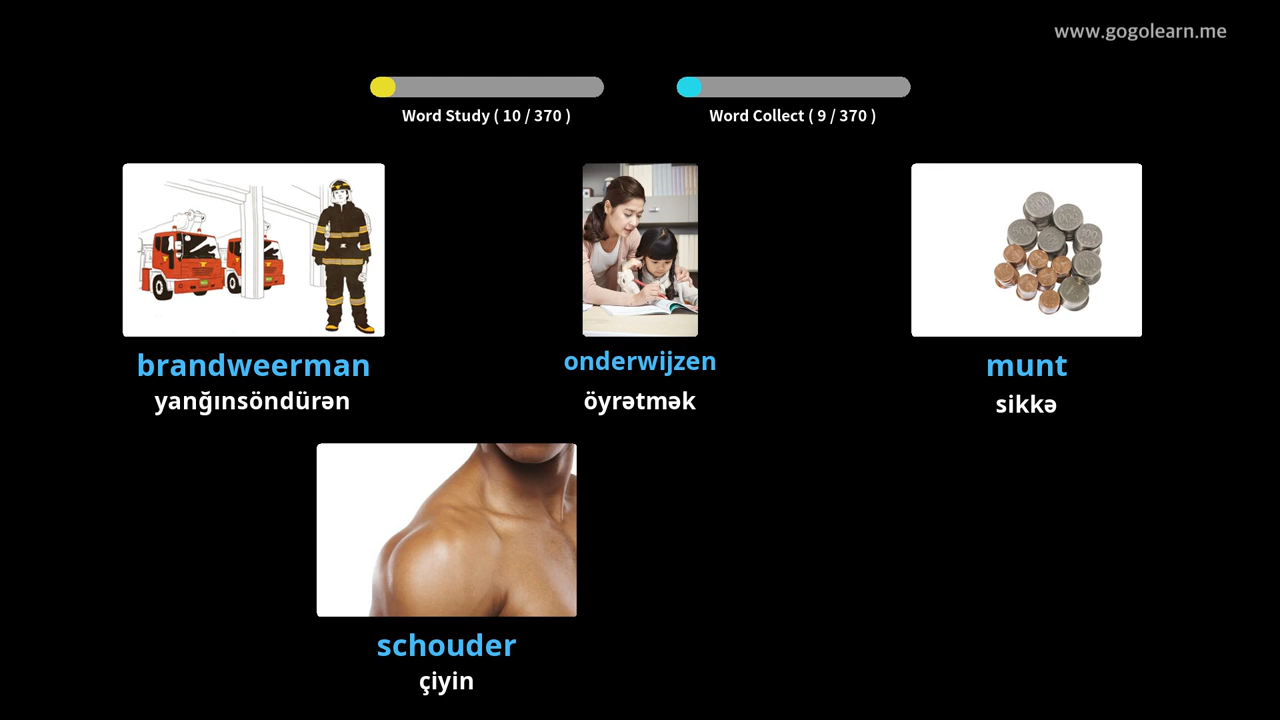 www.gogolearn.me
Word Study ( 10 / 370 )
Word Collect ( 9 / 370 )
brandweerman
yanğınsöndürən
onderwijzen
öyrətmək
munt
sikkə
schouder
çiyin